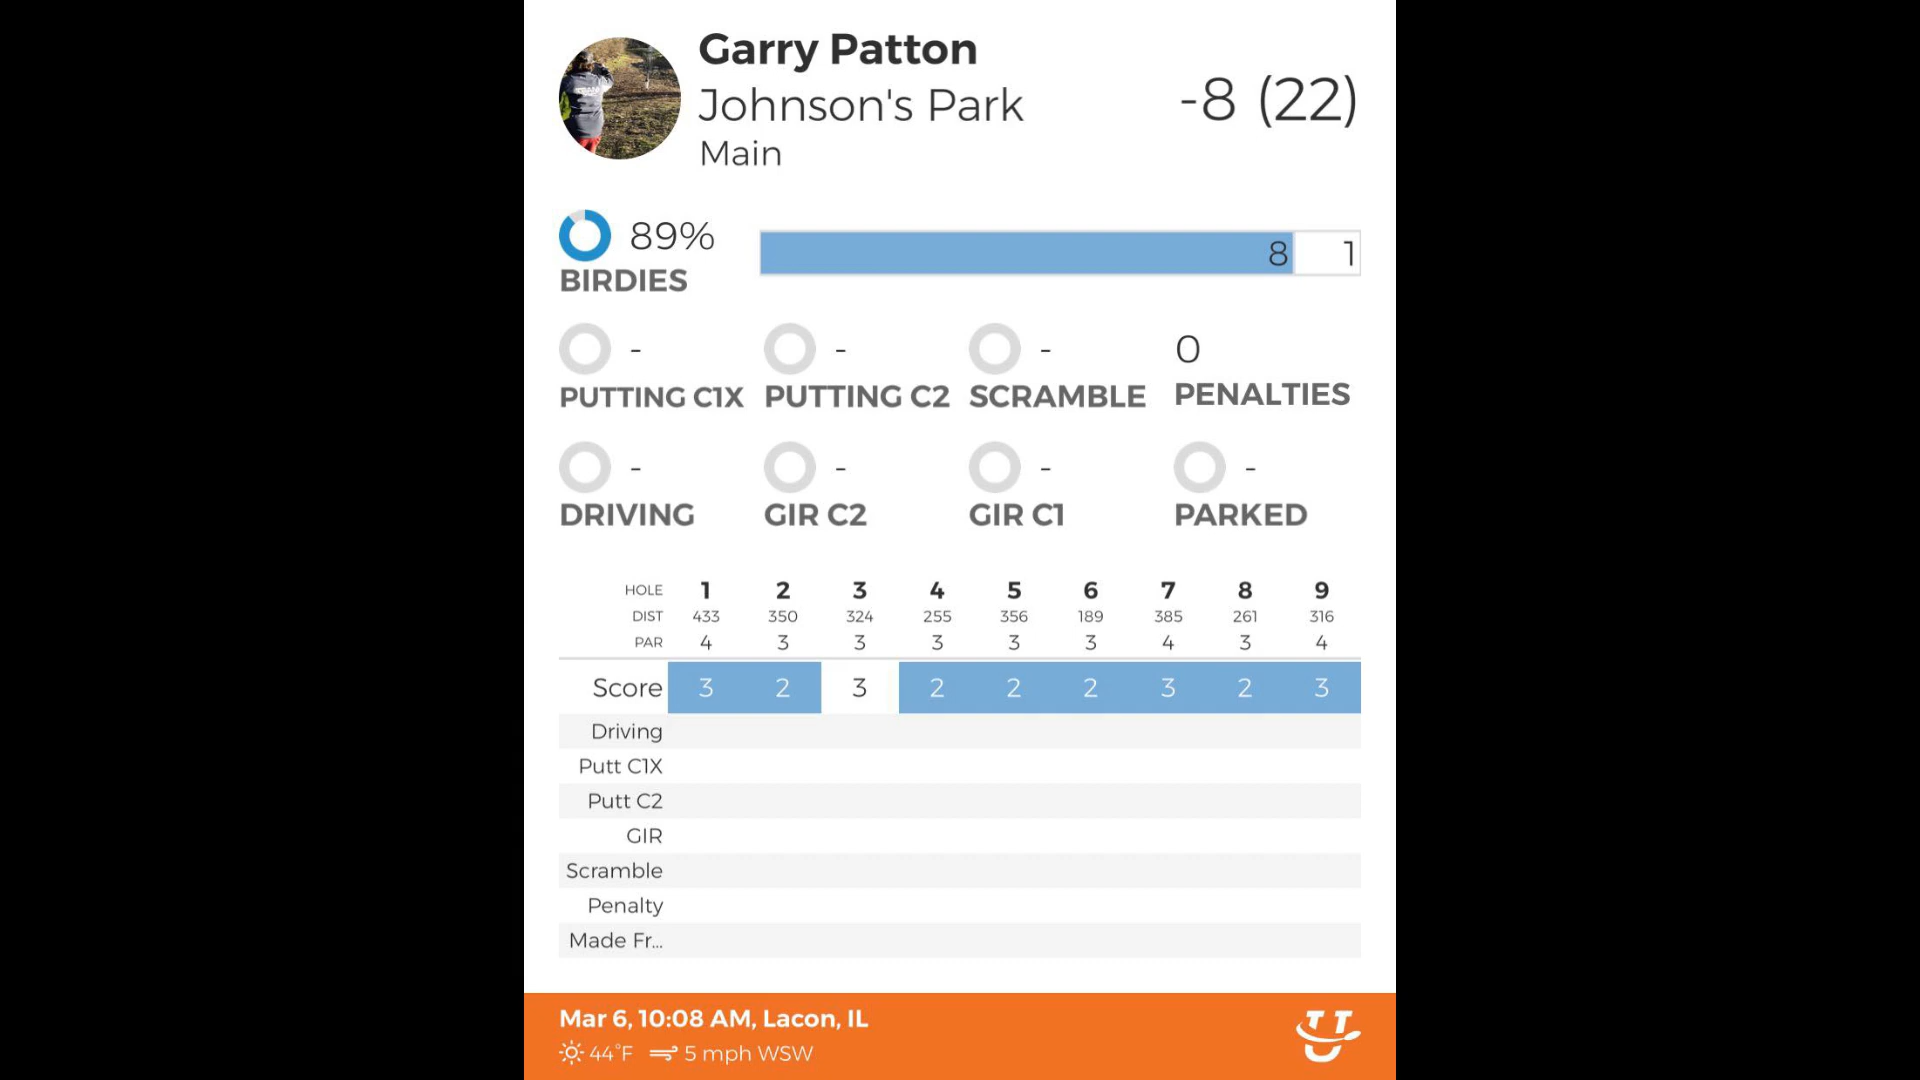 Garry Patton
Johnson's Park
-8 (22)
Main
89%
BIRDIES
8 1
- - - 0
PUTTING C1X PUTTING C2 SCRAMBLE PENALTIES
- - - -
DRIVING GIR C2 GIR C1 PARKED
HOLE 1 2 3 4 5 6 7 8 9
DIST 433 350 324 255 356 189 385 261 316
PAR 4 3 3 3 3 3 4 3 4
Score 3 2 3 2 2 2 3 2 3
Driving
Putt C1X
Putt C2
GIR
Scramble
Penalty
Made Fr...
Mar 6, 10:08 AM, Lacon, IL
44°F 5 mph WSW